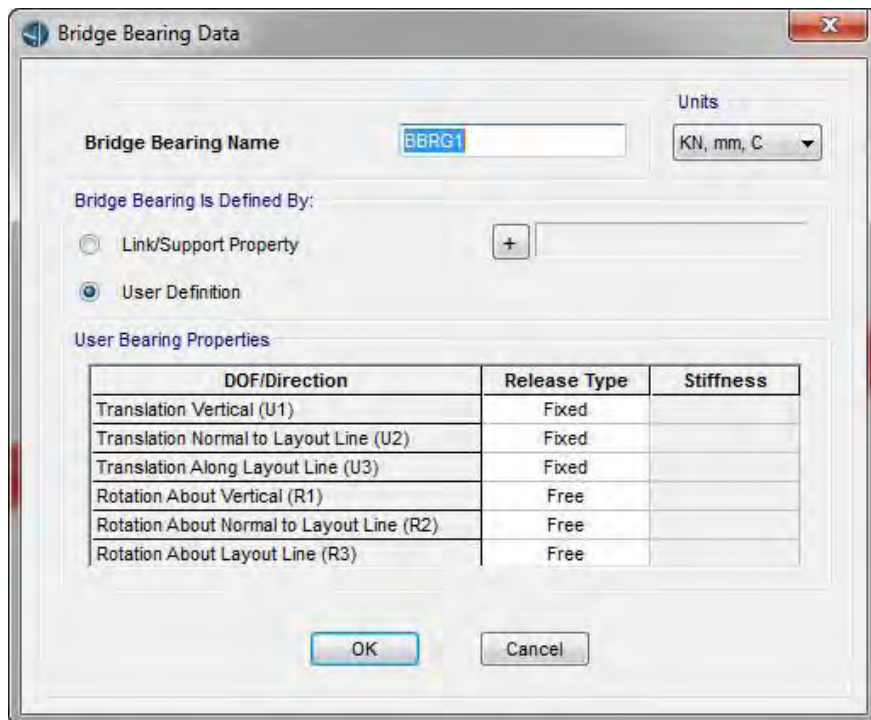 Bridge Bearing Data
Units
Bridge Bearing Name BBRG1 KN, mm, C
Bridge Bearing Is Defined By:
Link/Support Property +
User Definition
User Bearing Properties
DOF/Direction Release Type Stiffness
Translation Vertical (U1) Fixed
Translation Normal to Layout Line (U2) Fixed
Translation Along Layout Line (U3) Fixed
Rotation About Vertical (R1) Free
Rotation About Normal to Layout Line (R2) Free
Rotation About Layout Line (R3) Free
OK Cancel